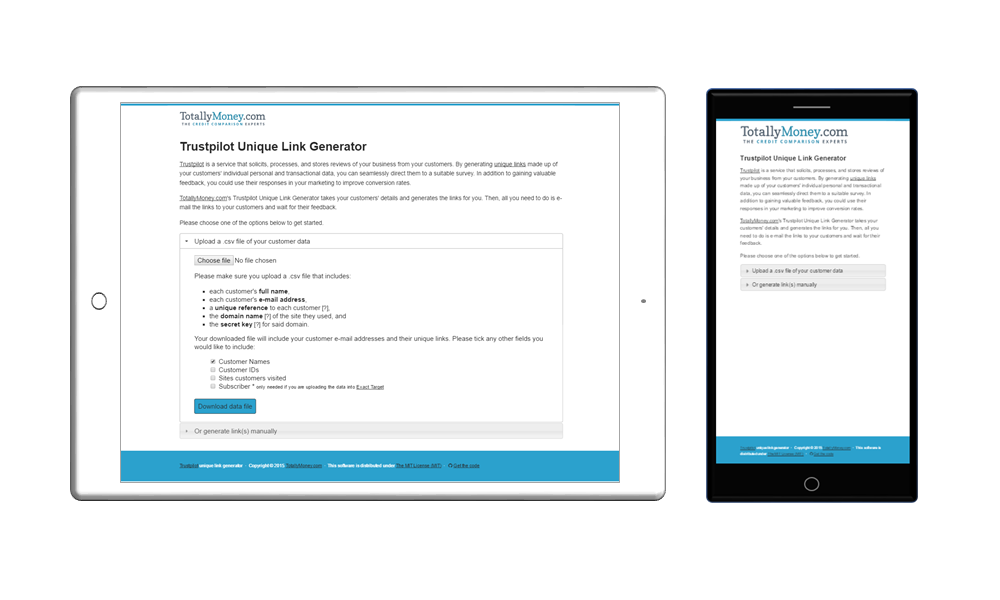 TotallyMoney.com
THE CREDIT COMPARISON EXPERTS
Trustpilot Unique Link Generator
Trustpilot is a service that solicits, processes, and stores reviews of your business from your customers. By generating unique links made up of
your customers' individual personal and transactional data, you can seamlessly direct them to a suitable survey. In addition to gaining valuable
feedback, you could use their responses in your marketing to improve conversion rates.
TotallyMoney.com's Trustpilot Unique Link Generator takes your customers' details and generates the links for you. Then, all you need to do is e-
mail the links to your customers and wait for their feedback.
Please choose one of the options below to get started.
Upload a .csv file of your customer data
Choose file No file chosen
Please make sure you upload a .csv file that includes:
each customer's full name,
each customer's e-mail address,
a unique reference to each customer [?],
the domain name [?] of the site they used, and
the secret key [?] for said domain.
Your downloaded file will include your customer e-mail addresses and their unique links. Please tick any other fields you
would like to include:
Customer Names
Customer IDs
Sites customers visited
Subscriber * only needed if you are uploading the data into Exact Target
Download data file
Or generate link(s) manually
Trustpilot unique link generator - Copyright © 2015 TotallyMoney.com - This software is distributed under The MIT License (MIT) Get the code
TotallyMoney.com
THE CREDIT COMPARISON EXPERTS
Trustpilot Unique Link Generator
Trustpilot is a service that solicits, processes, and stores reviews of
your business from your customers. By generating unique links
made up of your customers' individual personal and transactional
data, you can seamlessly direct them to a suitable survey. In
addition to gaining valuable feedback, you could use their
responses in your marketing to improve conversion rates.
TotallyMoney.com's Trustpilot Unique Link Generator takes your
customers' details and generates the links for you. Then, all you
need to do is e-mail the links to your customers and wait for their
feedback.
Please choose one of the options below to get started.
Upload a .csv file of your customer data
Or generate link(s) manually
Trustpilot unique link generator - Copyright © 2015 TotallyMoney.com - This software is
distributed under The MIT License (MIT) Get the code